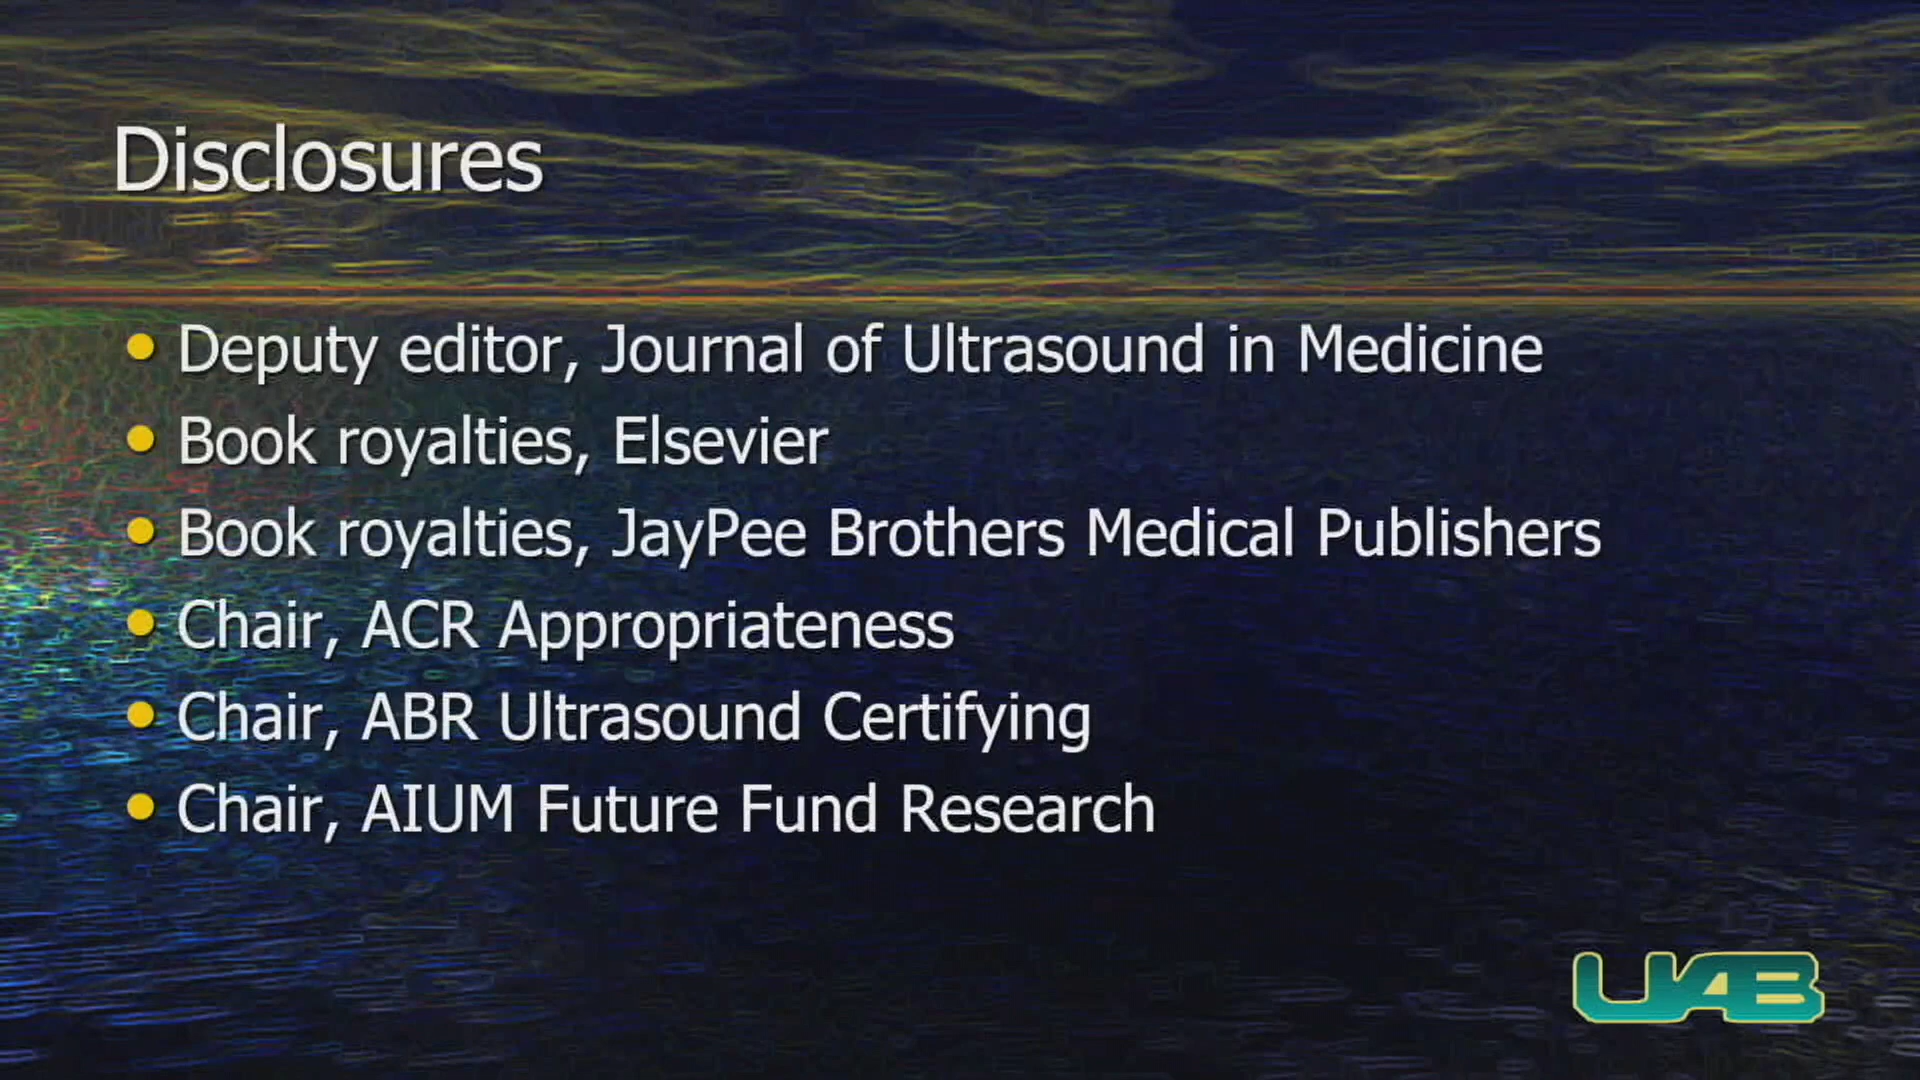 Disclosures
• Deputy editor, Journal of Ultrasound in Medicine
• Book royalties, Elsevier
• Book royalties, JayPee Brothers Medical Publishers
• Chair, ACR Appropriateness
• Chair, ABR Ultrasound Certifying
• Chair, AIUM Future Fund Research
UAB